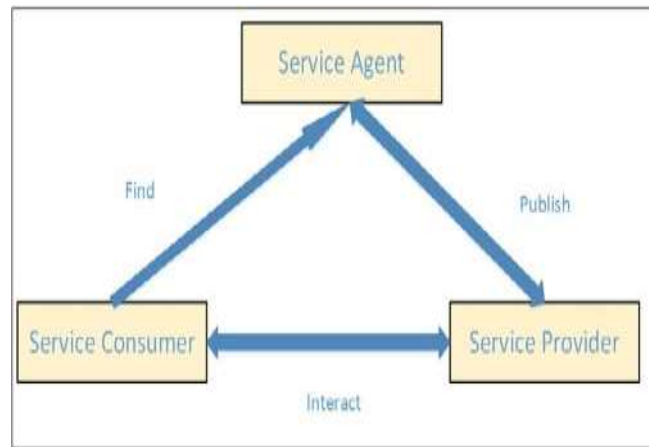 Service Agent
Find
Publish
Service Consumer
Service Provider
Interact